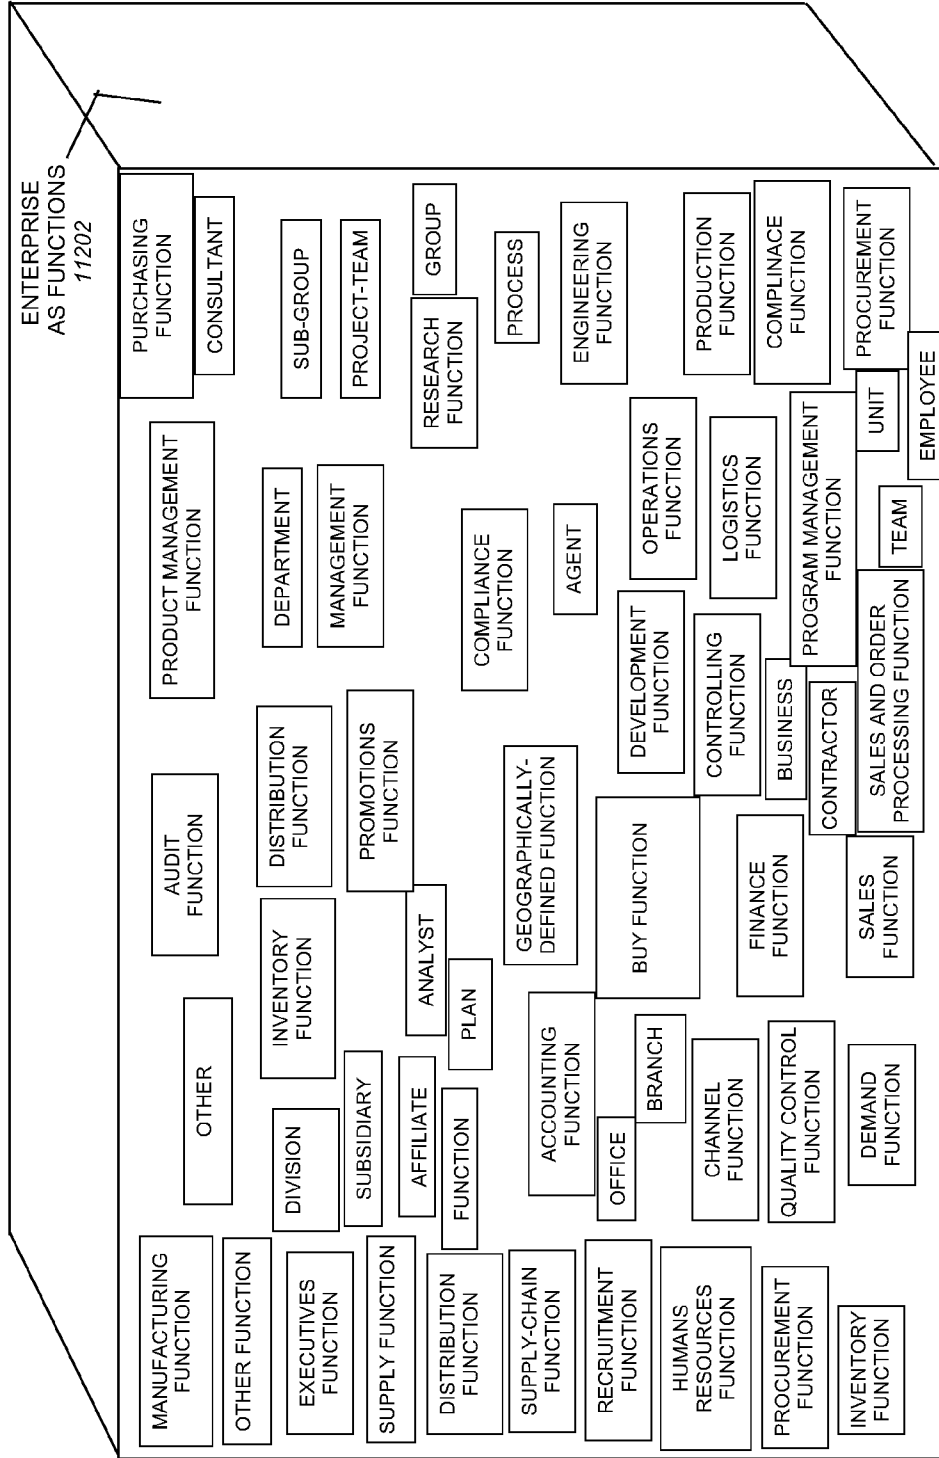 ENTERPRISE
AS FUNCTIONS
11202
MANUFACTURING
FUNCTION
AUDIT
FUNCTION
PRODUCT MANAGEMENT
FUNCTION
PURCHASING
FUNCTION
OTHER FUNCTION
OTHER
CONSULTANT
EXECUTIVES
FUNCTION
DIVISION
INVENTORY
FUNCTION
DISTRIBUTION
FUNCTION
DEPARTMENT
SUB-GROUP
SUPPLY FUNCTION
SUBSIDIARY
PROMOTIONS
FUNCTION
MANAGEMENT
FUNCTION
PROJECT-TEAM
AFFILIATE
ANALYST
RESEARCH
FUNCTION
GROUP
DISTRIBUTION
FUNCTION
FUNCTION
PLAN
COMPLIANCE
FUNCTION
PROCESS
SUPPLY-CHAIN
FUNCTION
ACCOUNTING
FUNCTION
GEOGRAPHICALLY-
DEFINED FUNCTION
AGENT
ENGINEERING
FUNCTION
RECRUITMENT
FUNCTION
OFFICE
BRANCH
BUY FUNCTION
DEVELOPMENT
FUNCTION
OPERATIONS
FUNCTION
HUMANS
RESOURCES
FUNCTION
CHANNEL
FUNCTION
CONTROLLING
FUNCTION
LOGISTICS
FUNCTION
PRODUCTION
FUNCTION
PROCUREMENT
FUNCTION
QUALITY CONTROL
FUNCTION
FINANCE
FUNCTION
BUSINESS
PROGRAM MANAGEMENT
FUNCTION
COMPLINACE
FUNCTION
CONTRACTOR
INVENTORY
FUNCTION
DEMAND
FUNCTION
SALES
FUNCTION
SALES AND ORDER
PROCESSING FUNCTION
TEAM
UNIT
PROCUREMENT
FUNCTION
EMPLOYEE